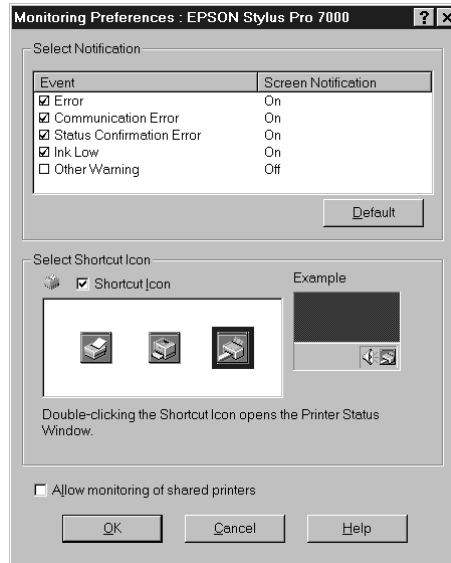 Monitoring Preferences : EPSON Stylus Pro 7000
Select Notification
Event Screen Notification
Error On
Communication Error On
Status Confirmation Error On
Ink Low On
Other Warning Off
Default
Select Shortcut Icon
Shortcut Icon
Example
Double-clicking the Shortcut Icon opens the Printer Status
Window.
Allow monitoring of shared printers
OK Cancel Help